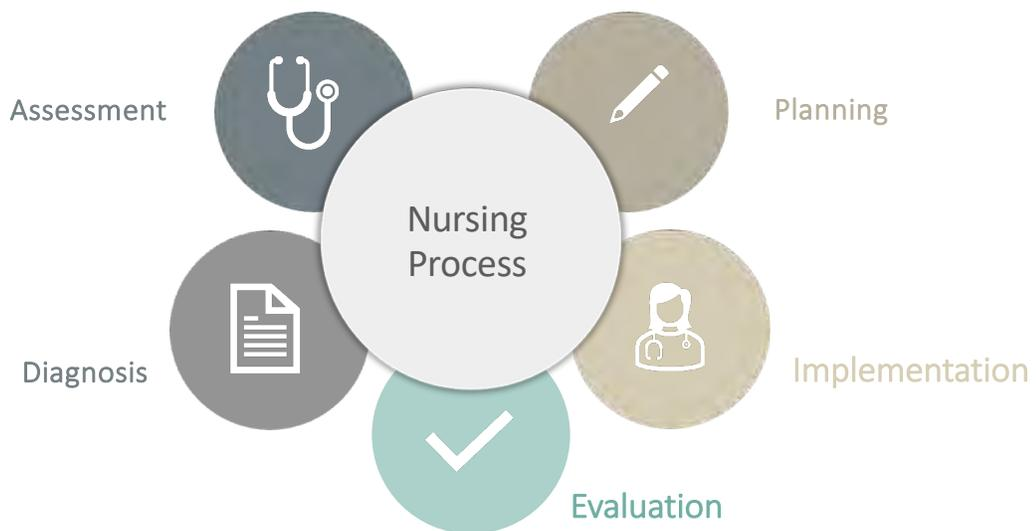 Assessment
Planning
Nursing
Process
Diagnosis
Implementation
Evaluation